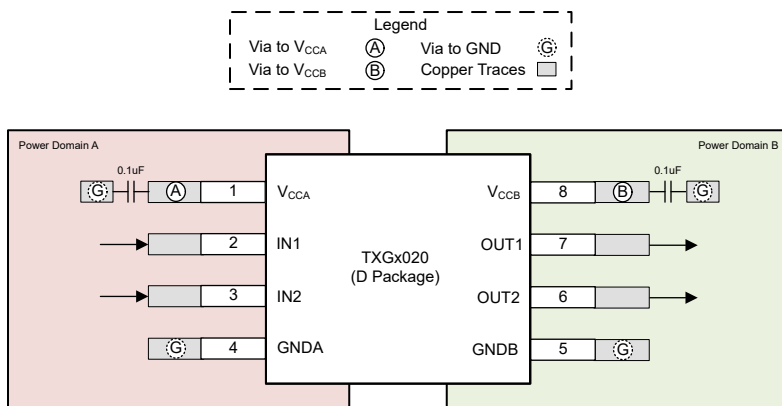 Legend
Via to VCCA A Via to GND G
Via to VCCB B Copper Traces
Power Domain A
Power Domain B
0.1uF
0.1uF
G A 1 VCCA
VCCB 8 B G
2 IN1
OUT1 7
TXGx020
(D Package)
3 IN2
OUT2 6
G 4 GNDA
GNDB 5 G